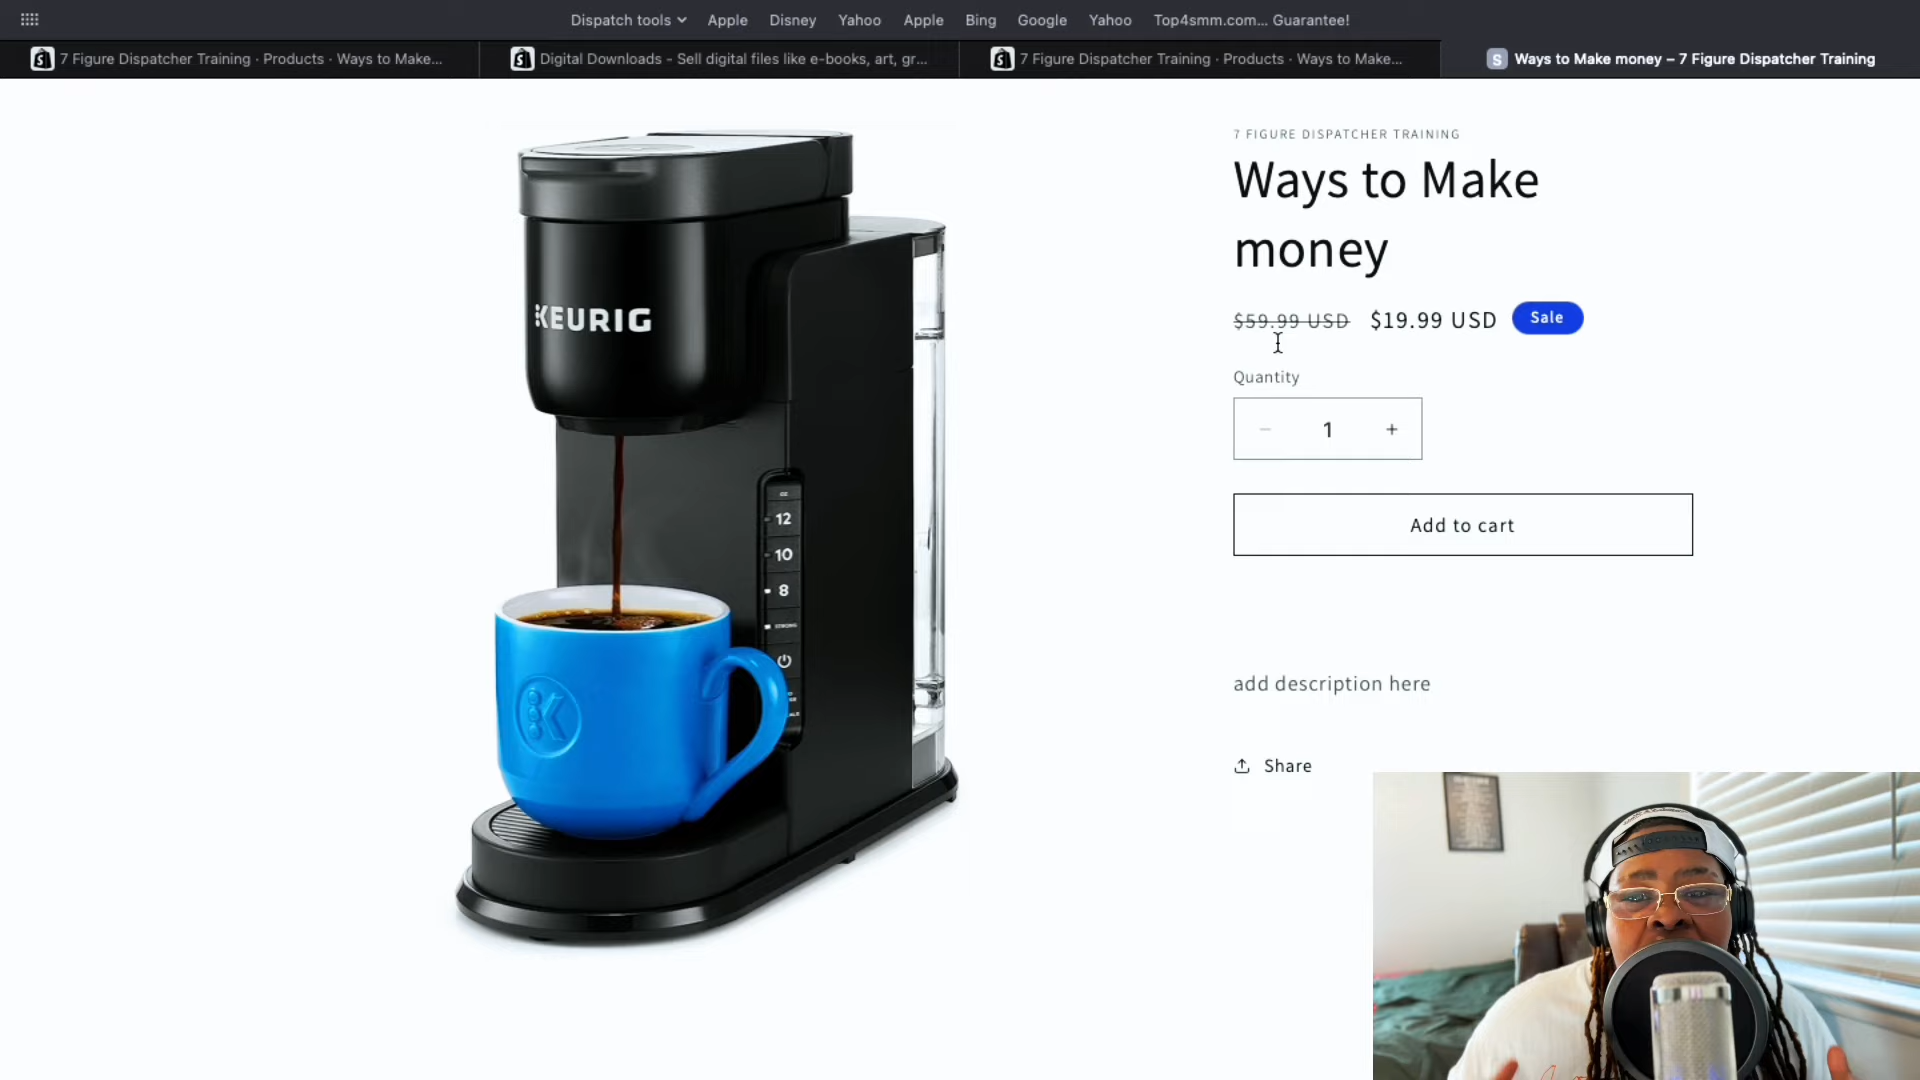 Dispatch tools Apple Disney Yahoo Apple Bing Google Yahoo Top4smm.com... Guarantee!
7 Figure Dispatcher Training · Products · Ways to Make... Digital Downloads - Sell digital files like e-books, art, gr... 7 Figure Dispatcher Training · Products · Ways to Make... S Ways to Make money – 7 Figure Dispatcher Training
7 FIGURE DISPATCHER TRAINING
Ways to Make
money
$59.99 USD $19.99 USD Sale
Quantity
− 1 +
Add to cart
add description here
Share
KEURIG
12
10
8
STRONG
K